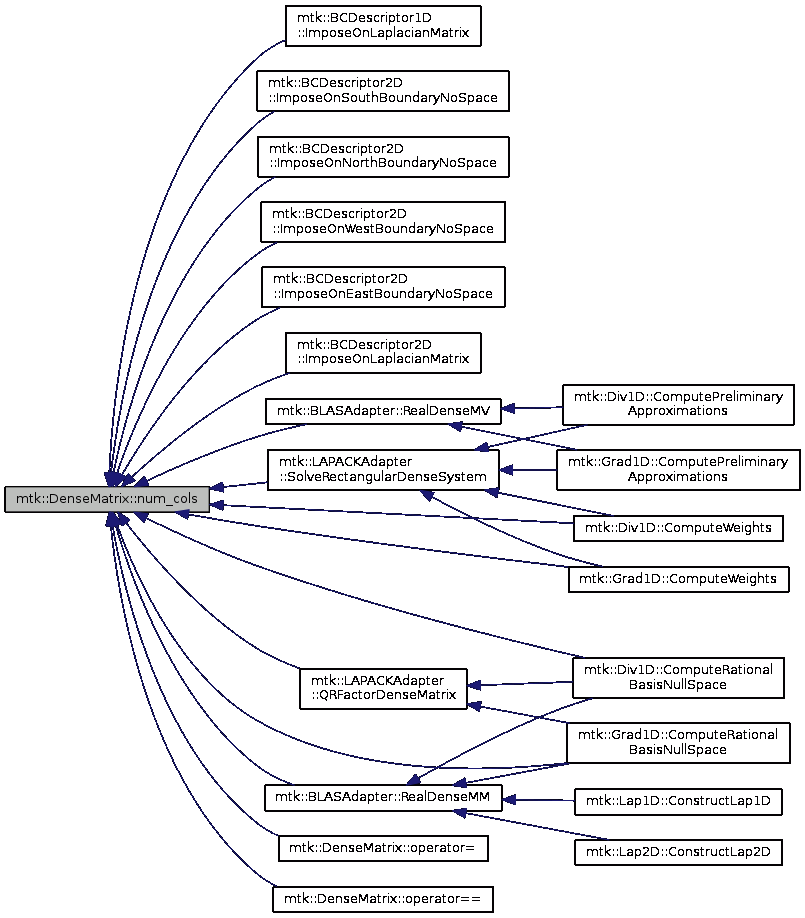 mtk::BCDescriptor1D
::ImposeOnLaplacianMatrix
mtk::BCDescriptor2D
::ImposeOnSouthBoundaryNoSpace
mtk::BCDescriptor2D
::ImposeOnNorthBoundaryNoSpace
mtk::BCDescriptor2D
::ImposeOnWestBoundaryNoSpace
mtk::BCDescriptor2D
::ImposeOnEastBoundaryNoSpace
mtk::BCDescriptor2D
::ImposeOnLaplacianMatrix
mtk::BLASAdapter::RealDenseMV
mtk::Div1D::ComputePreliminary
Approximations
mtk::LAPACKAdapter
::SolveRectangularDenseSystem
mtk::Grad1D::ComputePreliminary
Approximations
mtk::DenseMatrix::num_cols
mtk::Div1D::ComputeWeights
mtk::Grad1D::ComputeWeights
mtk::LAPACKAdapter
::QRFactorDenseMatrix
mtk::Div1D::ComputeRational
BasisNullSpace
mtk::Grad1D::ComputeRational
BasisNullSpace
mtk::BLASAdapter::RealDenseMM
mtk::Lap1D::ConstructLap1D
mtk::DenseMatrix::operator=
mtk::Lap2D::ConstructLap2D
mtk::DenseMatrix::operator==